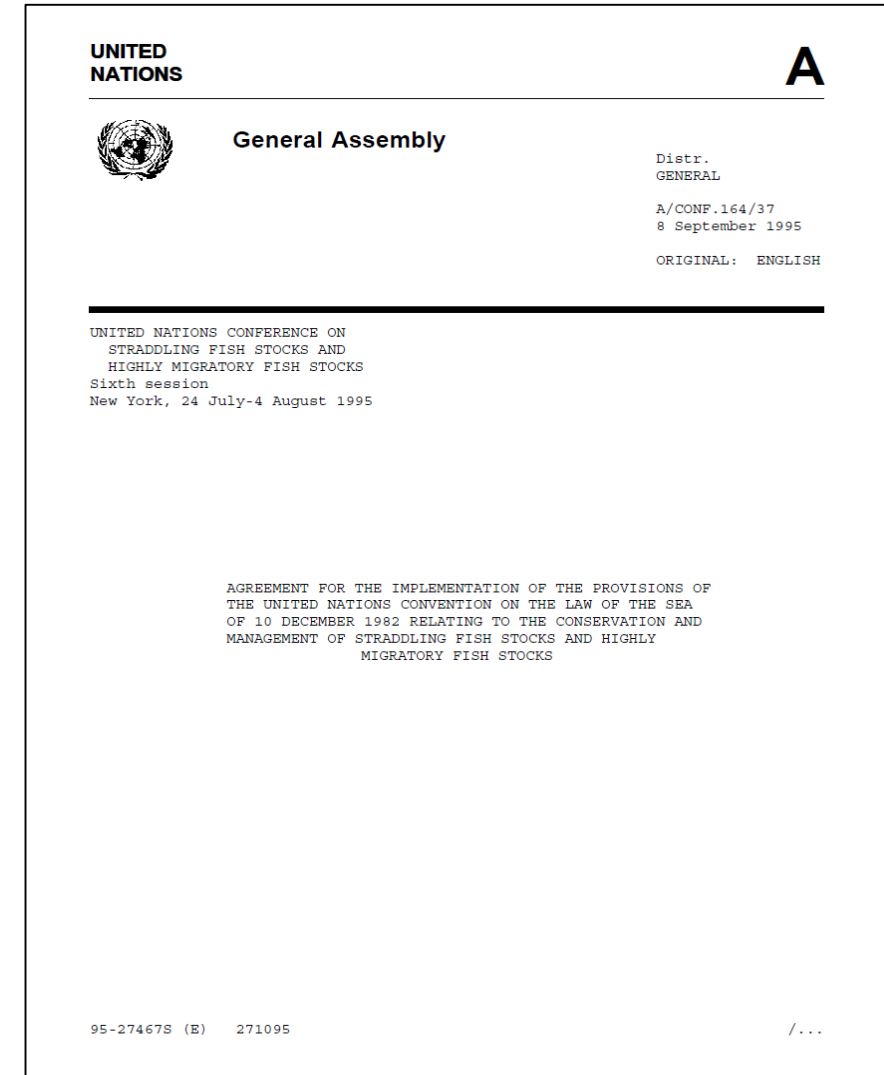 UNITED
NATIONS
A
General Assembly
Distr.
GENERAL
A/CONF.164/37
8 September 1995
ORIGINAL: ENGLISH
UNITED NATIONS CONFERENCE ON
STRADDLING FISH STOCKS AND
HIGHLY MIGRATORY FISH STOCKS
Sixth session
New York, 24 July-4 August 1995
AGREEMENT FOR THE IMPLEMENTATION OF THE PROVISIONS OF
THE UNITED NATIONS CONVENTION ON THE LAW OF THE SEA
OF 10 DECEMBER 1982 RELATING TO THE CONSERVATION AND
MANAGEMENT OF STRADDLING FISH STOCKS AND HIGHLY
MIGRATORY FISH STOCKS
95-27467S (E) 271095
/...